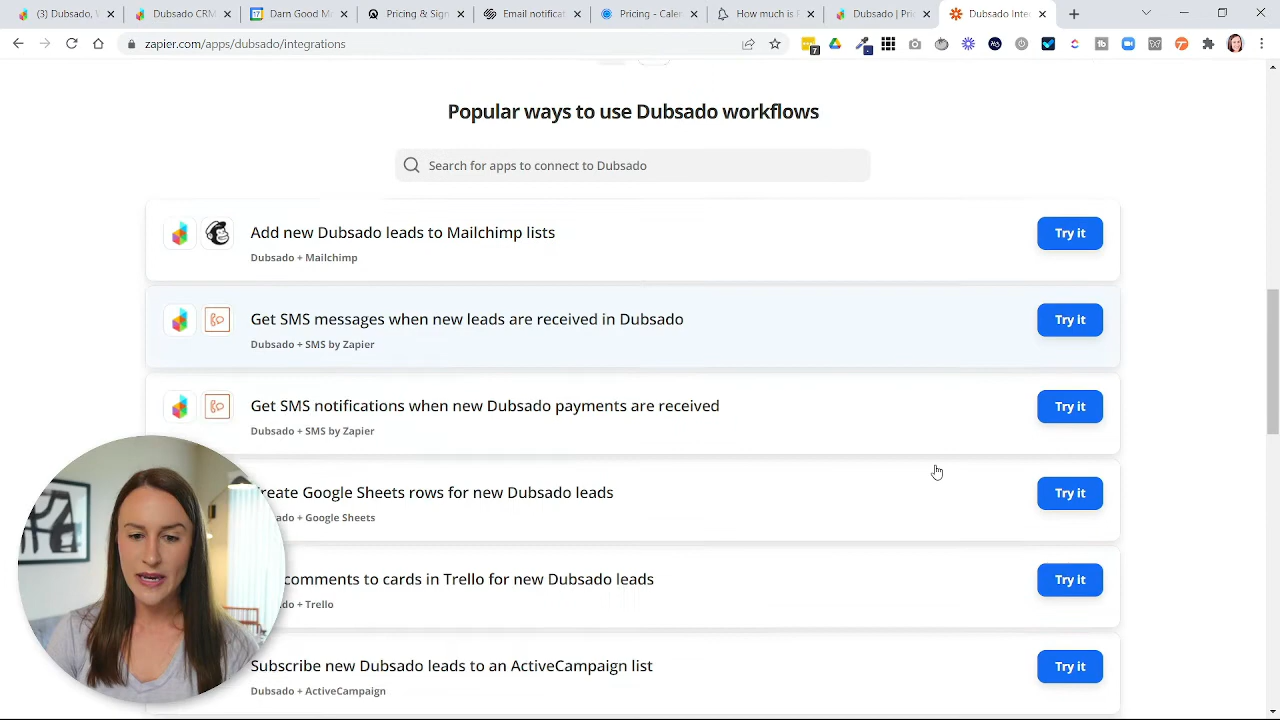 (3) Dubsado, V
Dubsado CRM
17
Darn Good M
Pricing & Sign
Email notificat
Pricing - Caler
How much is F
Dubsado | Pric
Dubsado Inte
zapier.com/apps/dubsado/integrations
7
Popular ways to use Dubsado workflows
Search for apps to connect to Dubsado
Add new Dubsado leads to Mailchimp lists
Try it
Dubsado + Mailchimp
Get SMS messages when new leads are received in Dubsado
Try it
Dubsado + SMS by Zapier
Get SMS notifications when new Dubsado payments are received
Try it
Dubsado + SMS by Zapier
reate Google Sheets rows for new Dubsado leads
Try it
ado + Google Sheets
comments to cards in Trello for new Dubsado leads
Try it
do + Trello
Subscribe new Dubsado leads to an ActiveCampaign list
Try it
Dubsado + ActiveCampaign